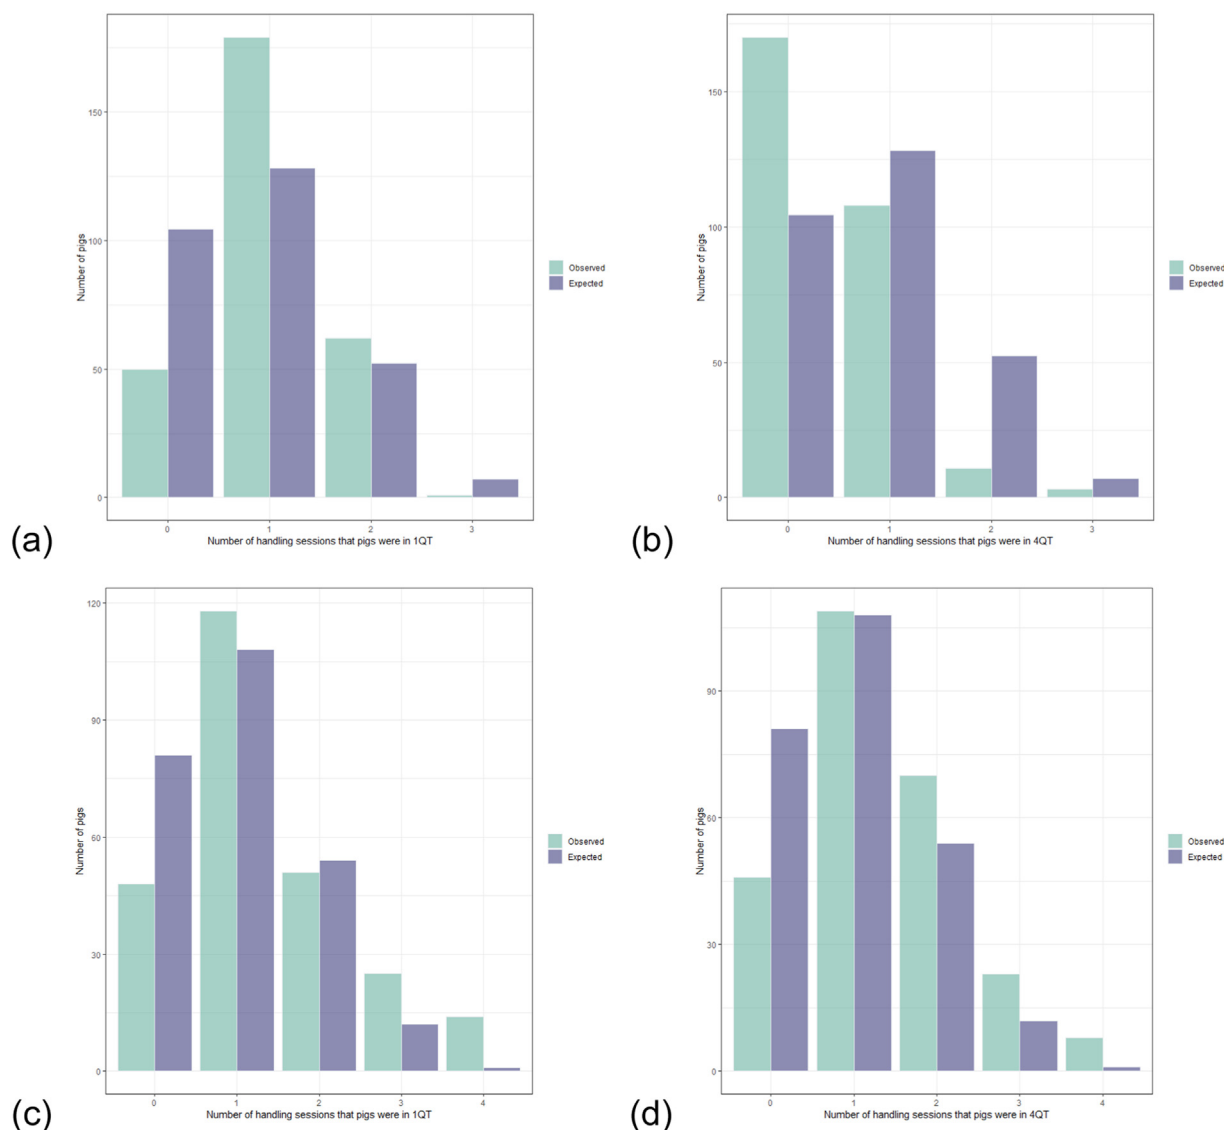 150
100
50
0
Number of pigs
0 1 2 3
Number of handling sessions that pigs were in 1QT
Observed
Expected
(a)
150
100
50
0
Number of pigs
0 1 2 3
Number of handling sessions that pigs were in 4QT
Observed
Expected
(b)
120
90
60
30
0
Number of pigs
0 1 2 3 4
Number of handling sessions that pigs were in 1QT
Observed
Expected
(c)
90
60
30
0
Number of pigs
0 1 2 3 4
Number of handling sessions that pigs were in 4QT
Observed
Expected
(d)